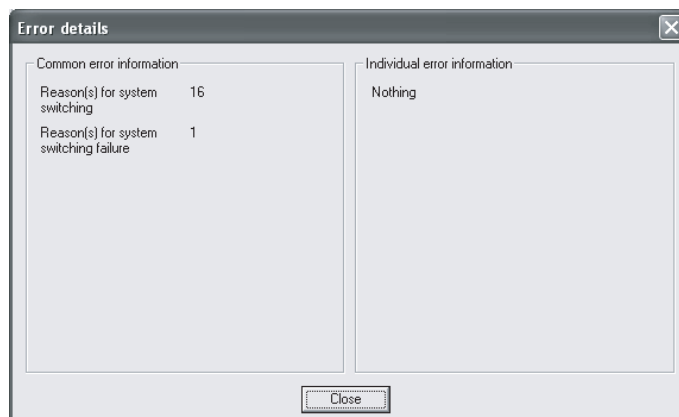 Error details
Common error information
Reason(s) for system 16
switching
Reason(s) for system 1
switching failure
Individual error information
Nothing
Close